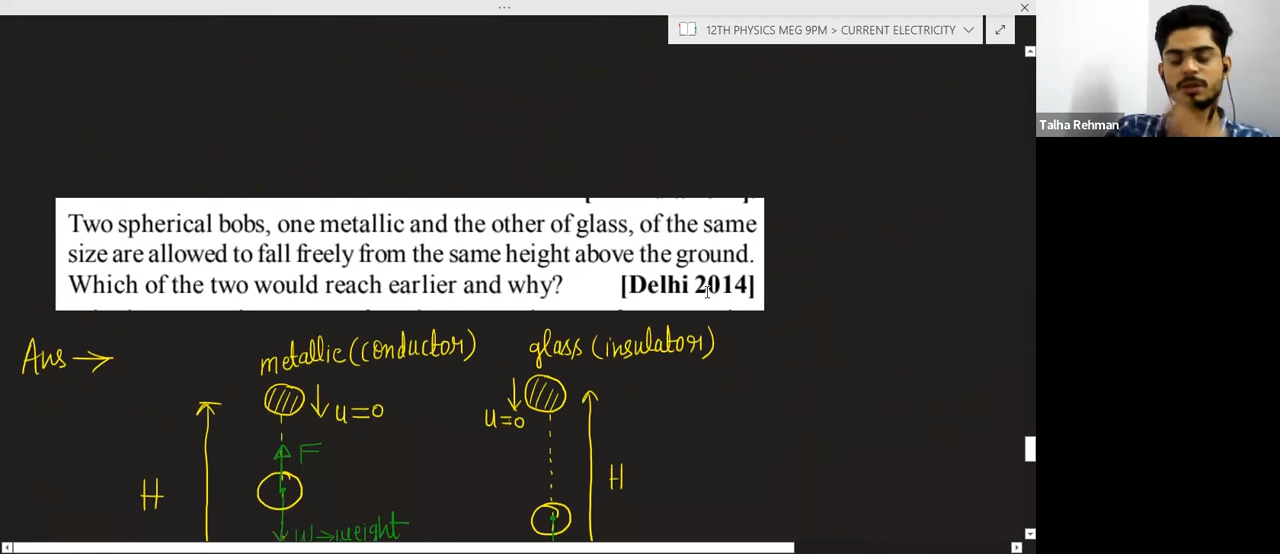 12TH PHYSICS MEG 9PM > CURRENT ELECTRICITY
Talha Rehman
Two spherical bobs, one metallic and the other of glass, of the same
size are allowed to fall freely from the same height above the ground.
Which of the two would reach earlier and why? [Delhi 2014]
Ans →
metallic (conductor) glass (insulator)
↓ u=0
↓ u=0
F
H
H
W→weight